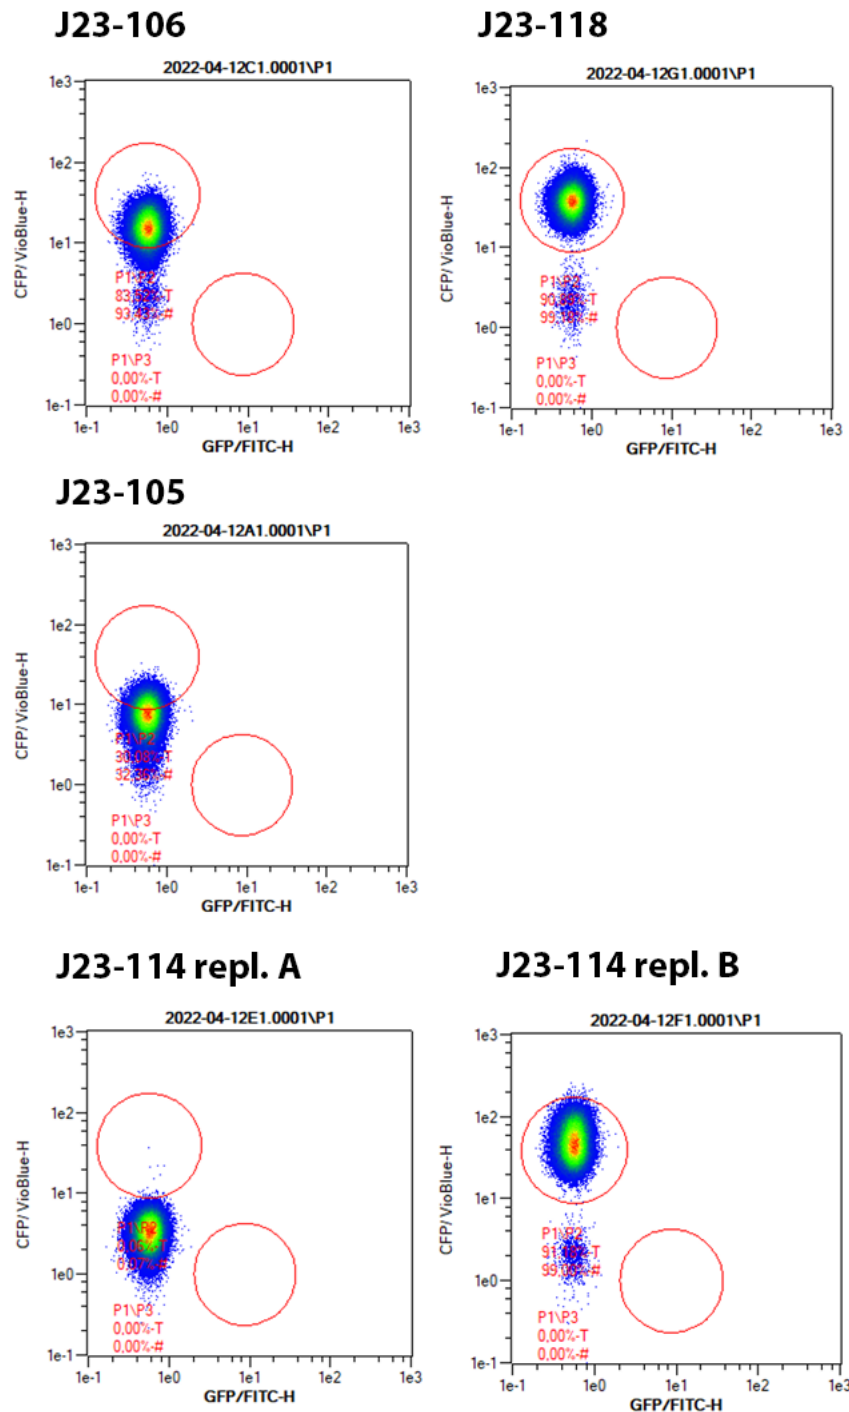 J23-106
J23-118
2022-04-12C1.0001\P1
1e3
1e2
1e1
1e0
1e-1
CFP/ VioBlue-H
P1\P2
P1\P3
0,00%-T
0,00%-#
1e-1
1e0
1e1
1e2
1e3
GFP/FITC-H
2022-04-12G1.0001\P1
1e3
1e2
1e1
1e0
1e-1
CFP/ VioBlue-H
P1\P3
0,00%-T
0,00%-#
1e-1
1e0
1e1
1e2
1e3
GFP/FITC-H
J23-105
2022-04-12A1.0001\P1
1e3
1e2
1e1
1e0
1e-1
CFP/ VioBlue-H
P1\P3
0,00%-T
0,00%-#
1e-1
1e0
1e1
1e2
1e3
GFP/FITC-H
J23-114 repl. A
J23-114 repl. B
2022-04-12E1.0001\P1
1e3
1e2
1e1
1e0
1e-1
CFP/ VioBlue-H
P1\P3
0,00%-T
0,00%-#
1e-1
1e0
1e1
1e2
1e3
GFP/FITC-H
2022-04-12F1.0001\P1
1e3
1e2
1e1
1e0
1e-1
CFP/ VioBlue-H
P1\P3
0,00%-T
0,00%-#
1e-1
1e0
1e1
1e2
1e3
GFP/FITC-H